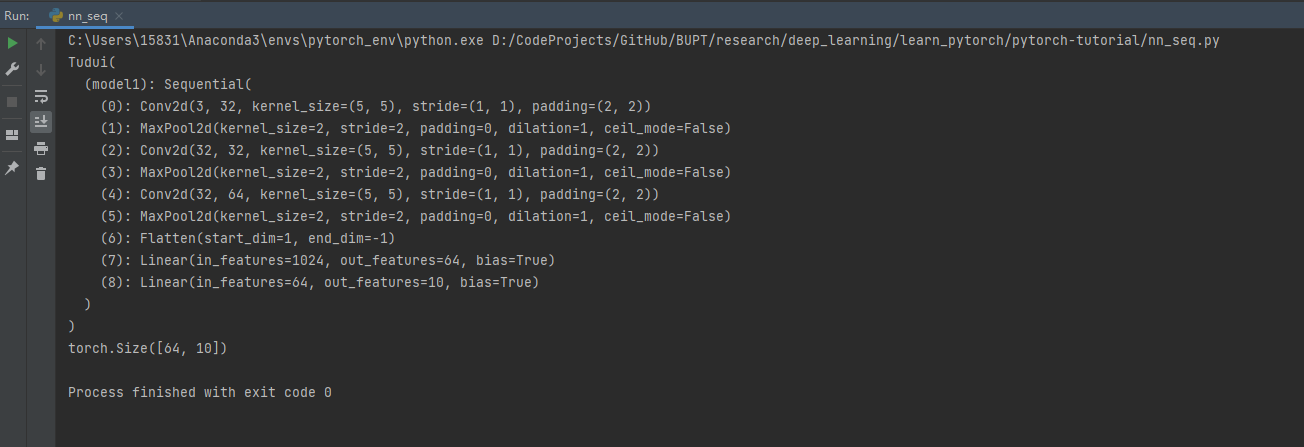 Run: nn_seq
C:\Users\15831\Anaconda3\envs\pytorch_env\python.exe D:/CodeProjects/GitHub/BUPT/research/deep_learning/learn_pytorch/pytorch-tutorial/nn_seq.py
Tudui(
  (model1): Sequential(
    (0): Conv2d(3, 32, kernel_size=(5, 5), stride=(1, 1), padding=(2, 2))
    (1): MaxPool2d(kernel_size=2, stride=2, padding=0, dilation=1, ceil_mode=False)
    (2): Conv2d(32, 32, kernel_size=(5, 5), stride=(1, 1), padding=(2, 2))
    (3): MaxPool2d(kernel_size=2, stride=2, padding=0, dilation=1, ceil_mode=False)
    (4): Conv2d(32, 64, kernel_size=(5, 5), stride=(1, 1), padding=(2, 2))
    (5): MaxPool2d(kernel_size=2, stride=2, padding=0, dilation=1, ceil_mode=False)
    (6): Flatten(start_dim=1, end_dim=-1)
    (7): Linear(in_features=1024, out_features=64, bias=True)
    (8): Linear(in_features=64, out_features=10, bias=True)
  )
)
torch.Size([64, 10])
Process finished with exit code 0